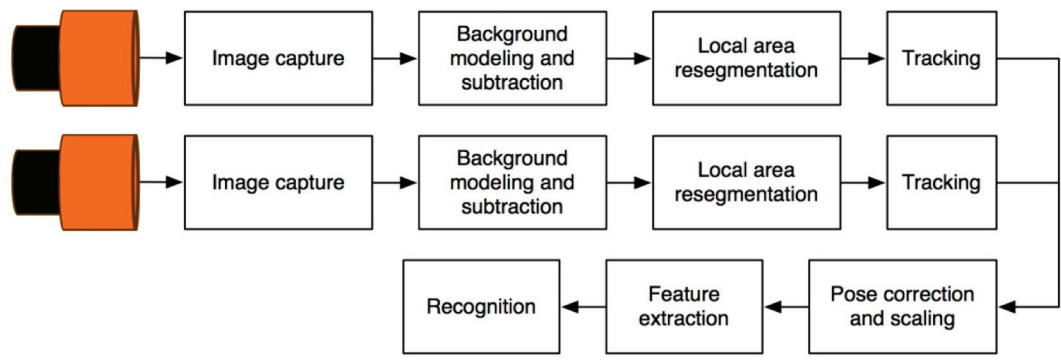 Image capture
Background
modeling and
subtraction
Local area
resegmentation
Tracking
Image capture
Background
modeling and
subtraction
Local area
resegmentation
Tracking
Recognition
Feature
extraction
Pose correction
and scaling